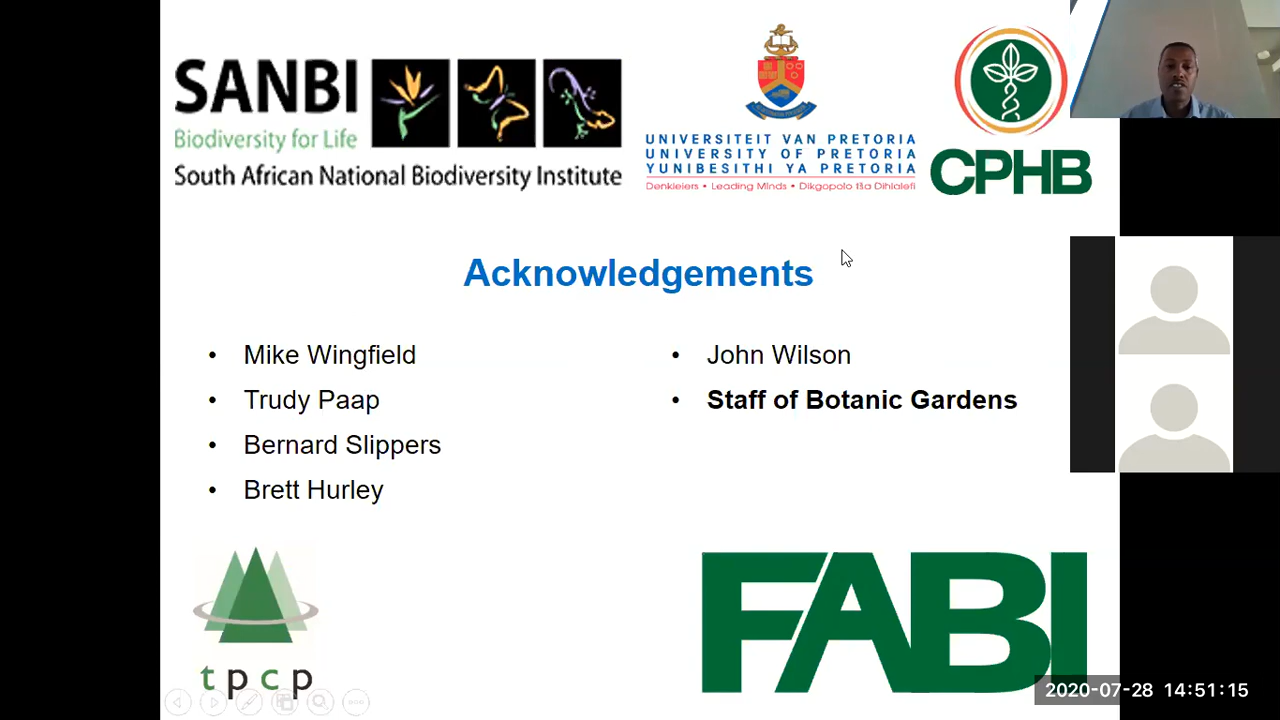 SANBI
Biodiversity for Life
South African National Biodiversity Institute
UNIVERSITEIT VAN PRETORIA
UNIVERSITY OF PRETORIA
YUNIBESITHI YA PRETORIA
Denkleiers • Leading Minds • Dikgopolo tša Dihlalefi
CPHB
Acknowledgements
• Mike Wingfield
• Trudy Paap
• Bernard Slippers
• Brett Hurley
• John Wilson
• Staff of Botanic Gardens
tpcp
FABI
2020-07-28 14:51:15